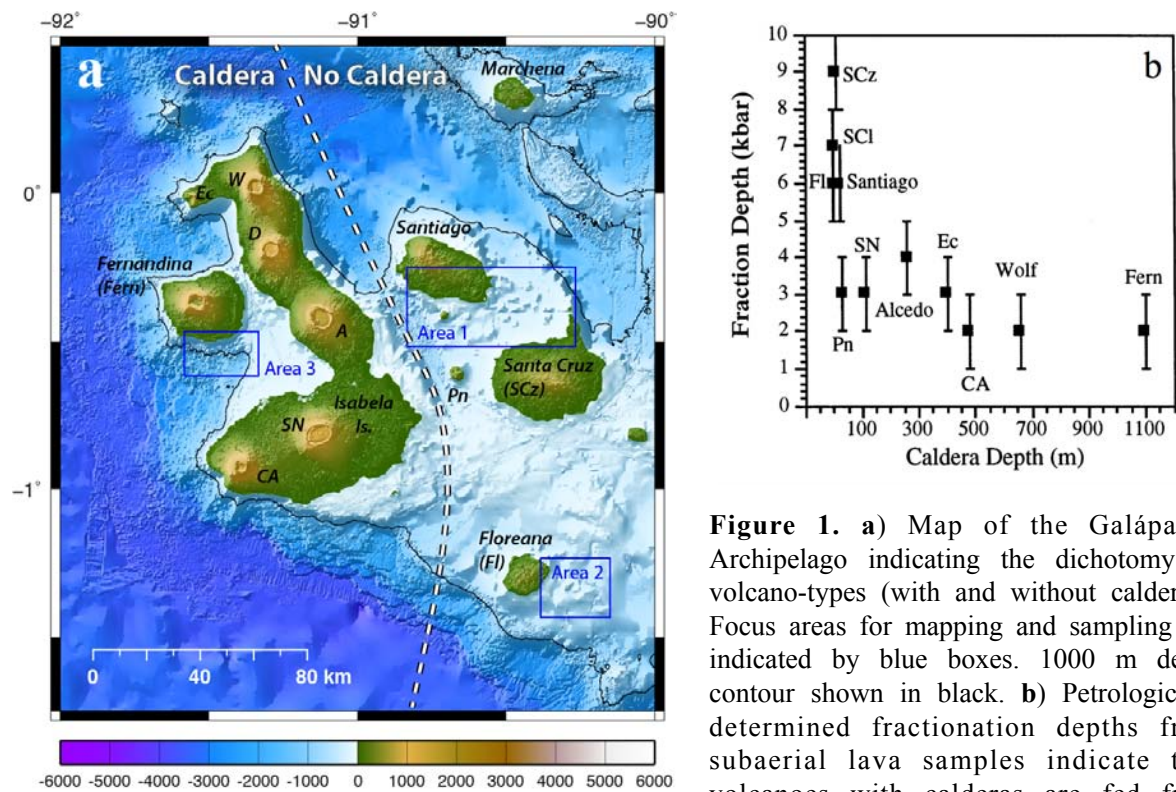 −92°
−91°
−90°
a
Caldera
No Caldera
Marchena
0°
W
Ec
D
Santiago
Fernandina
(Fern)
Area 1
A
Area 3
Santa Cruz
(SCz)
Pn
Isabela
Is.
SN
−1°
CA
Floreana
(Fl)
Area 2
0 40 80 km
-6000 -5000 -4000 -3000 -2000 -1000 0 1000 2000 3000 4000 5000 6000
b
Fraction Depth (kbar)
10
9
8
7
6
5
4
3
2
1
0
SCz
SCl
Fl
Santiago
SN
Ec
Wolf
Fern
Alcedo
Pn
CA
100 300 500 700 900 1100
Caldera Depth (m)
Figure 1. a) Map of the Galápa
Archipelago indicating the dichotomy
volcano-types (with and without calder
Focus areas for mapping and sampling
indicated by blue boxes. 1000 m de
contour shown in black. b) Petrologic
determined fractionation depths fr
subaerial lava samples indicate t
volcanoes with calderas are fed